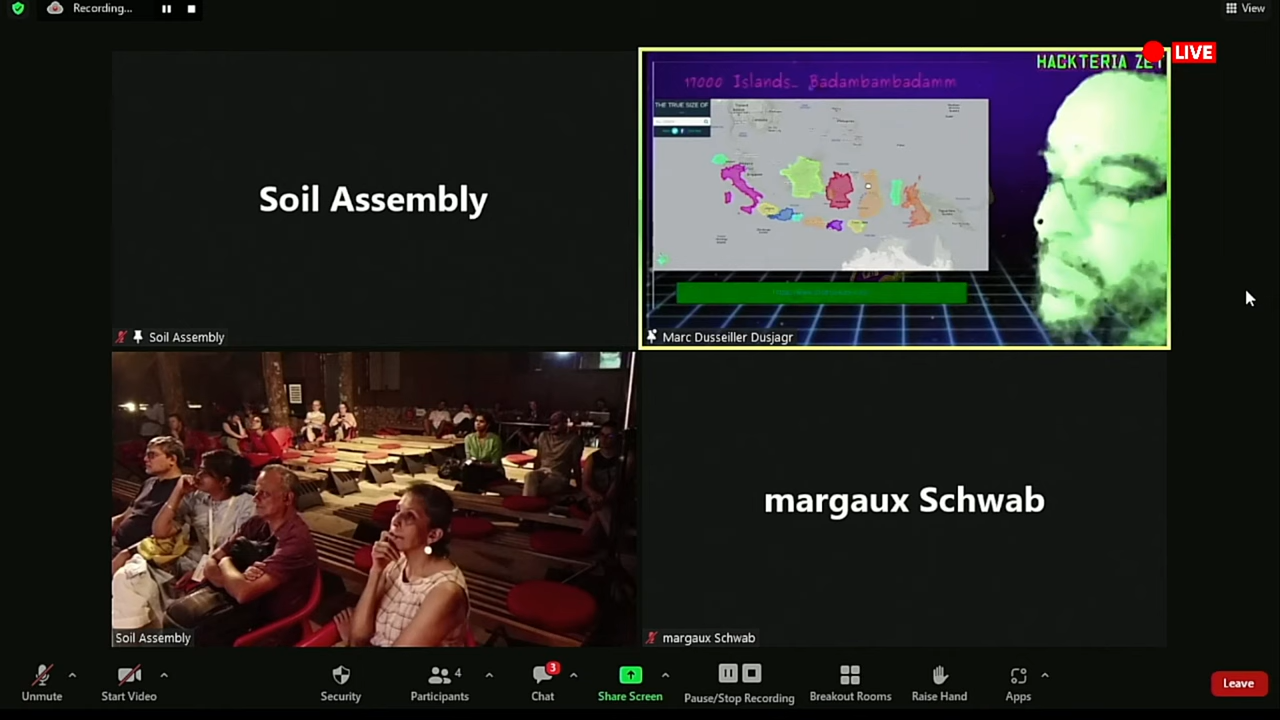 Recording...
View
LIVE
HACKTERIA ZET
17000 Islands_ Badambambadamm
THE TRUE SIZE OF
Soil Assembly
Soil Assembly
Marc Dusseiller Dusjagr
margaux Schwab
Soil Assembly
margaux Schwab
Unmute
Start Video
Security
4
Participants
3
Chat
Share Screen
Pause/Stop Recording
Breakout Rooms
Raise Hand
Apps
Leave